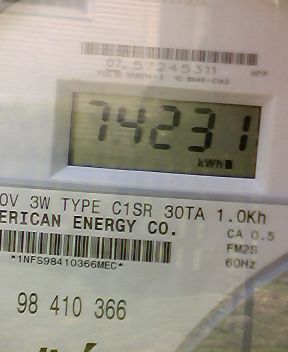 07 57245311
74231
kWh
0V 3W TYPE C1SR 30TA 1.0Kh
ERICAN ENERGY CO.
CA 0.5
*1NFS98410366MEC*
FM2S
60Hz
98 410 366